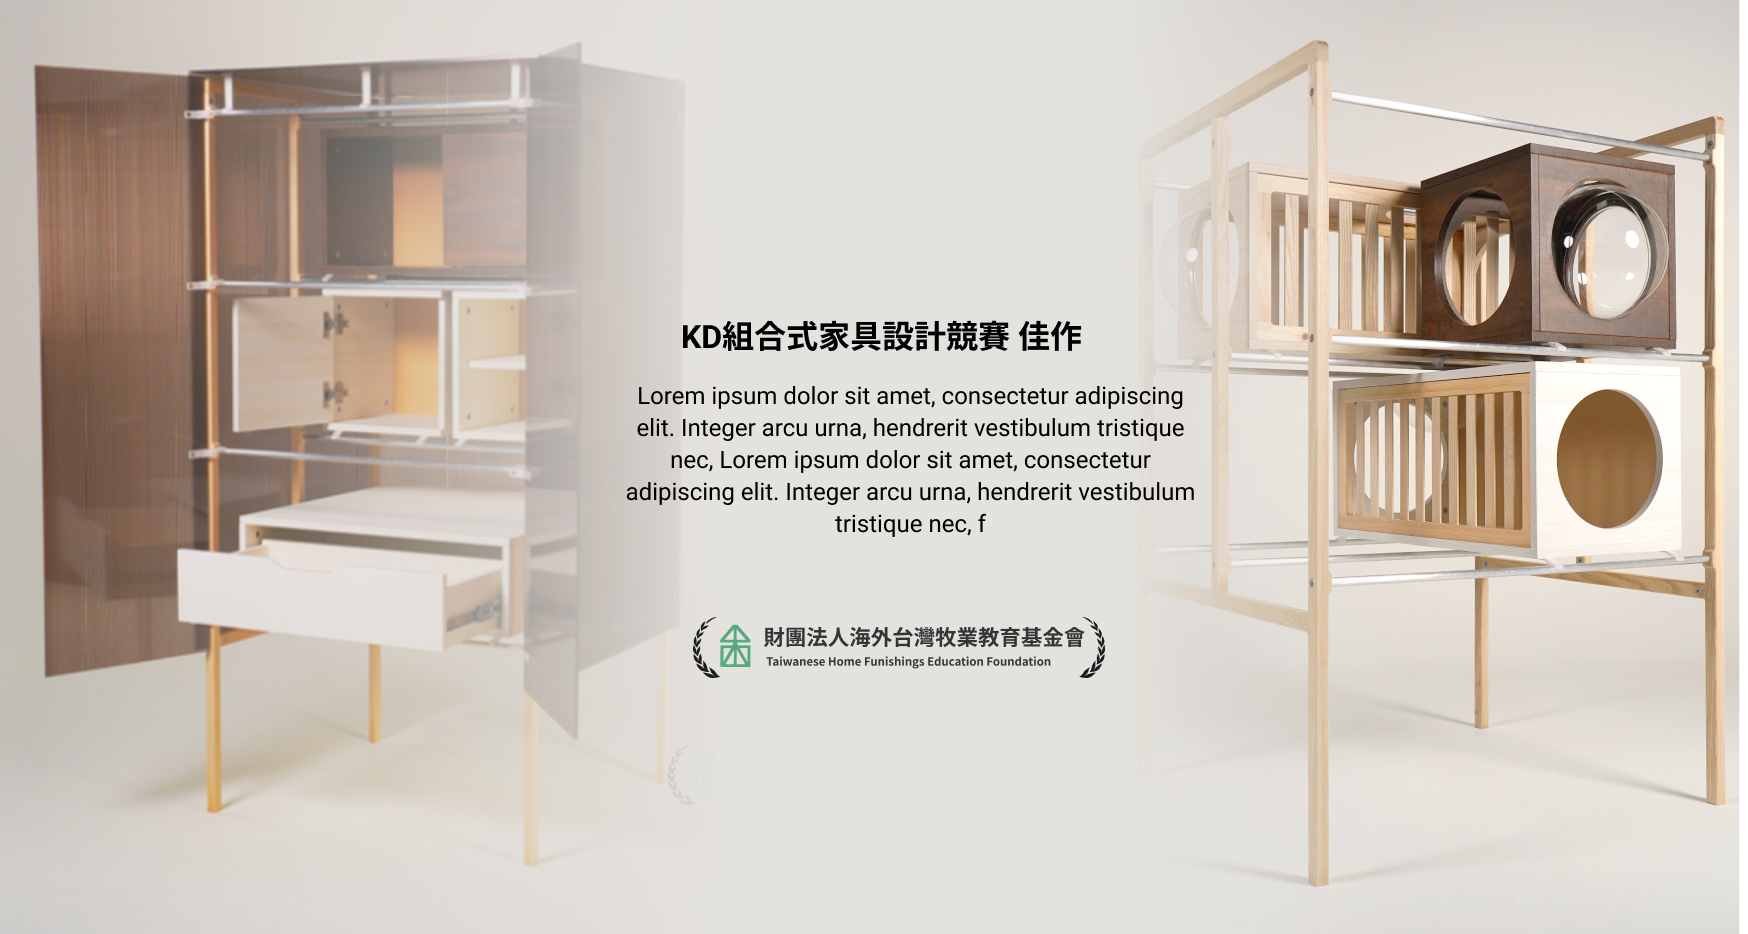 KD組合式家具設計競賽 佳作
Lorem ipsum dolor sit amet, consectetur adipiscing
elit. Integer arcu urna, hendrerit vestibulum tristique
nec, Lorem ipsum dolor sit amet, consectetur
adipiscing elit. Integer arcu urna, hendrerit vestibulum
tristique nec, f
財團法人海外台灣牧業教育基金會
Taiwanese Home Funishings Education Foundation